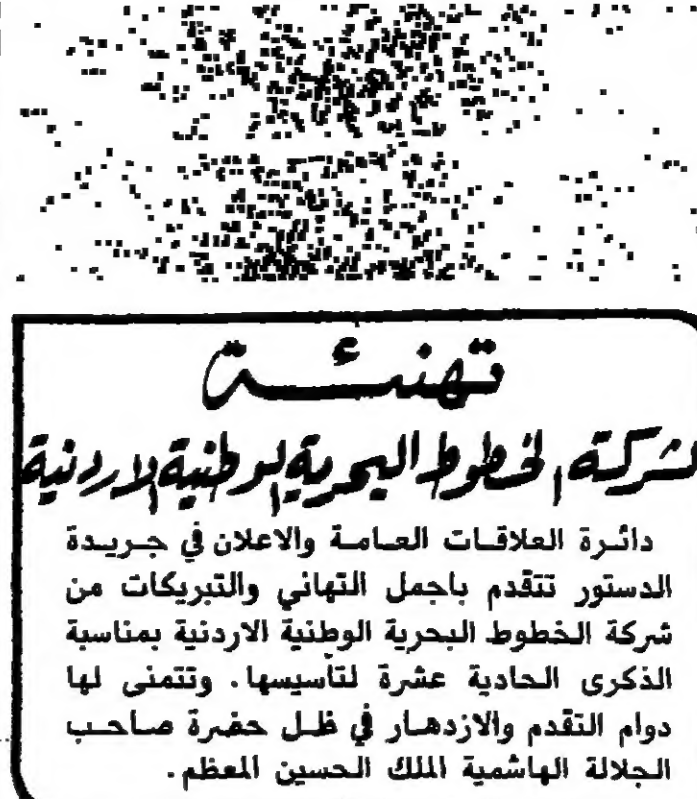 تهنئة
لشركة الخطوط البحرية الوطنية الاردنية
دائرة العلاقات العامة والاعلان في جريدة
الدستور تتقدم باجمل التهاني والتبريكات من
شركة الخطوط البحرية الوطنية الاردنية بمناسبة
الذكرى الحادية عشرة لتأسيسها. وتتمنى لها
دوام التقدم والازدهار في ظل حضرة صاحب
الجلالة الهاشمية الملك الحسين المعظم.